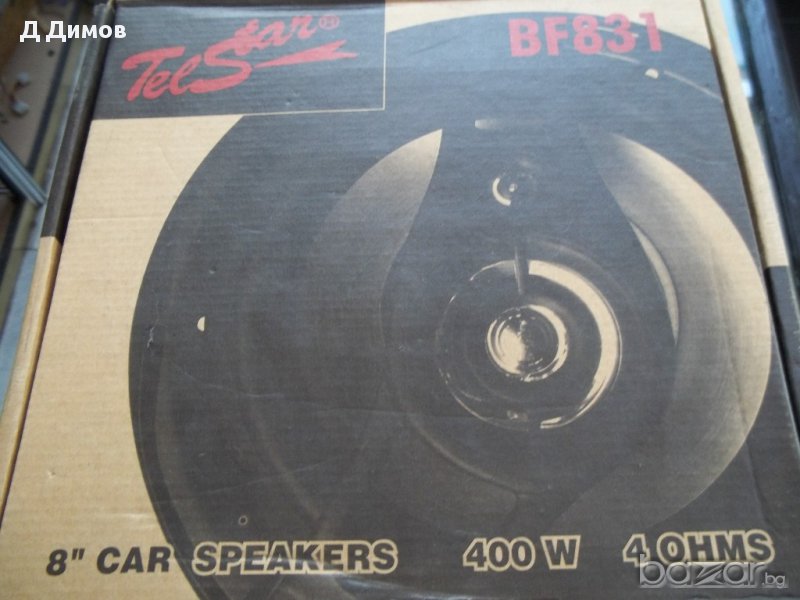 Д Димов
TelStar®
BF831
8" CAR SPEAKERS 400 W 4 OHMS
bazar.bg